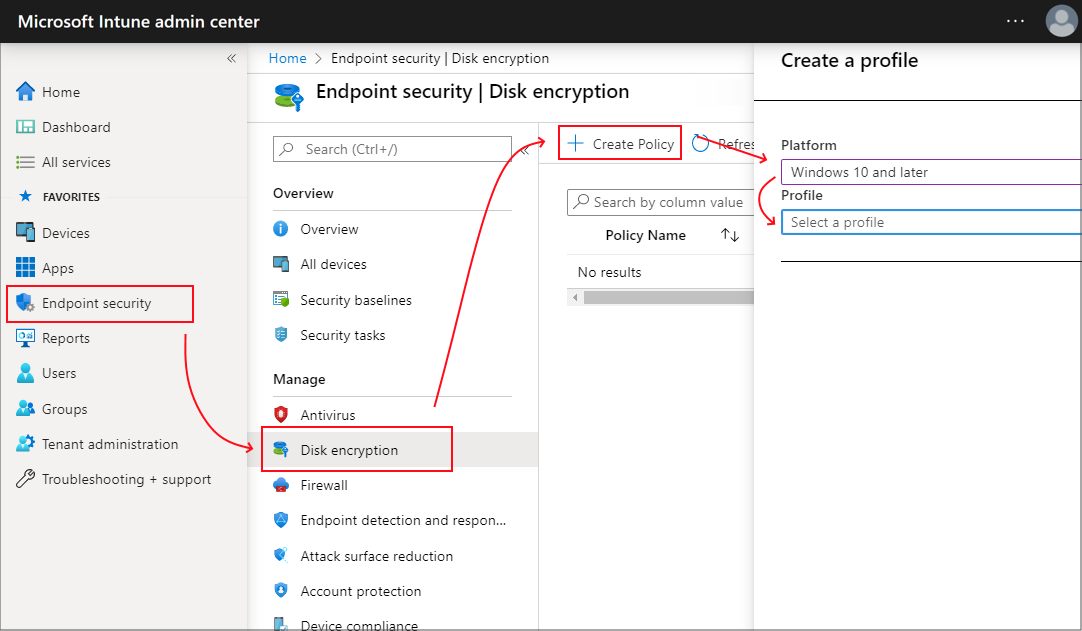 Microsoft Intune admin center
...
«
Home
Dashboard
All services
FAVORITES
Devices
Apps
Endpoint security
Reports
Users
Groups
Tenant administration
Troubleshooting + support
Home > Endpoint security | Disk encryption
Endpoint security | Disk encryption
Search (Ctrl+/)
«
Overview
Overview
All devices
Security baselines
Security tasks
Manage
Antivirus
Disk encryption
Firewall
Endpoint detection and respon...
Attack surface reduction
Account protection
Device compliance
+ Create Policy
Refres
Search by column value
Policy Name ↑↓
No results
Create a profile
Platform
Windows 10 and later
Profile
Select a profile